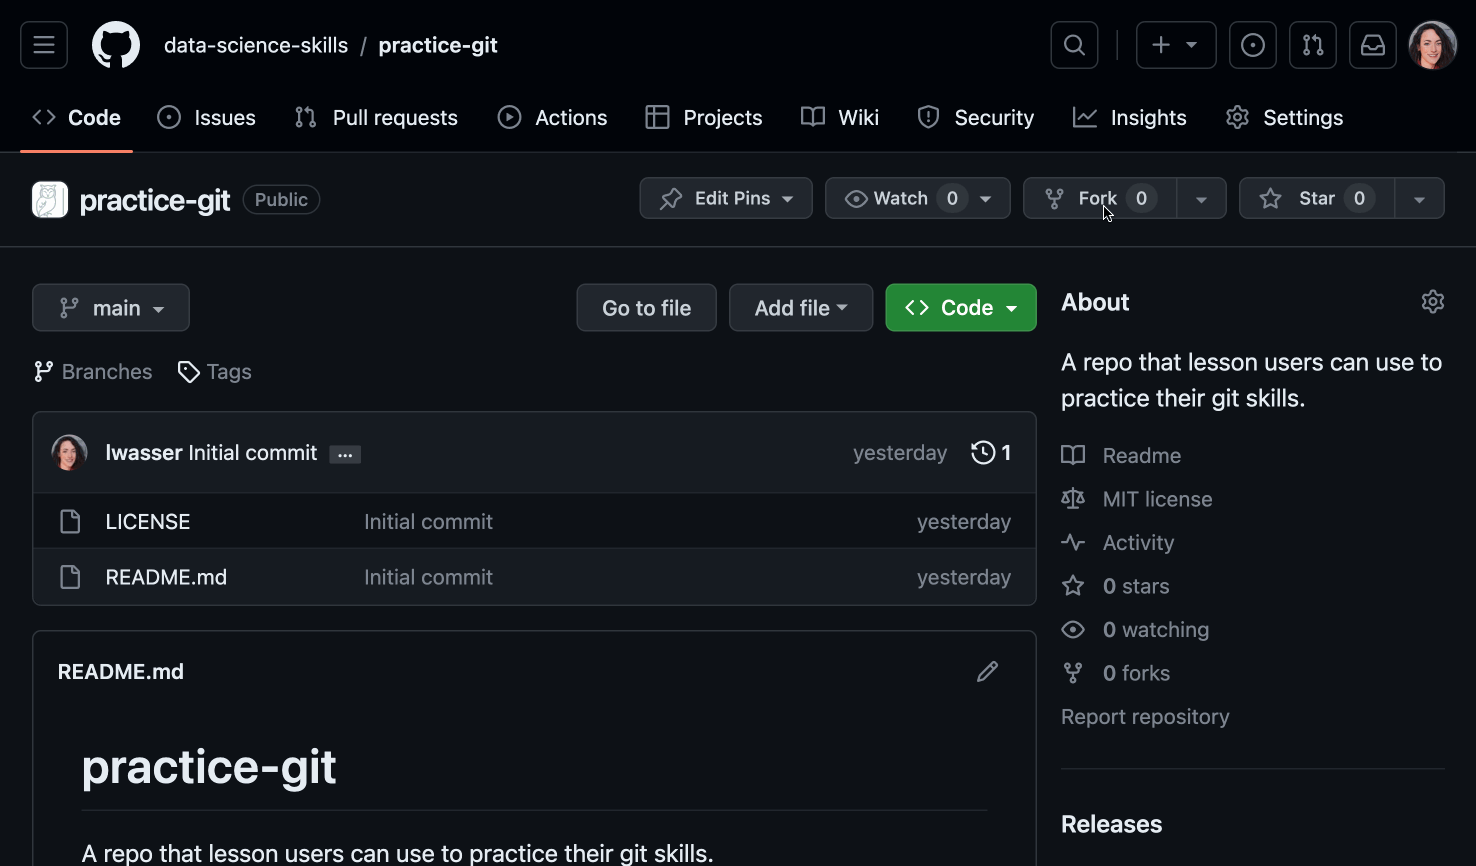 data-science-skills / practice-git
Code Issues Pull requests Actions Projects Wiki Security Insights Settings
practice-git Public Edit Pins Watch 0 Fork 0 Star 0
main Go to file Add file Code
Branches Tags
lwasser Initial commit ... yesterday 1
LICENSE Initial commit yesterday
README.md Initial commit yesterday
README.md
practice-git
A repo that lesson users can use to practice their git skills.
About
A repo that lesson users can use to
practice their git skills.
Readme
MIT license
Activity
0 stars
0 watching
0 forks
Report repository
Releases